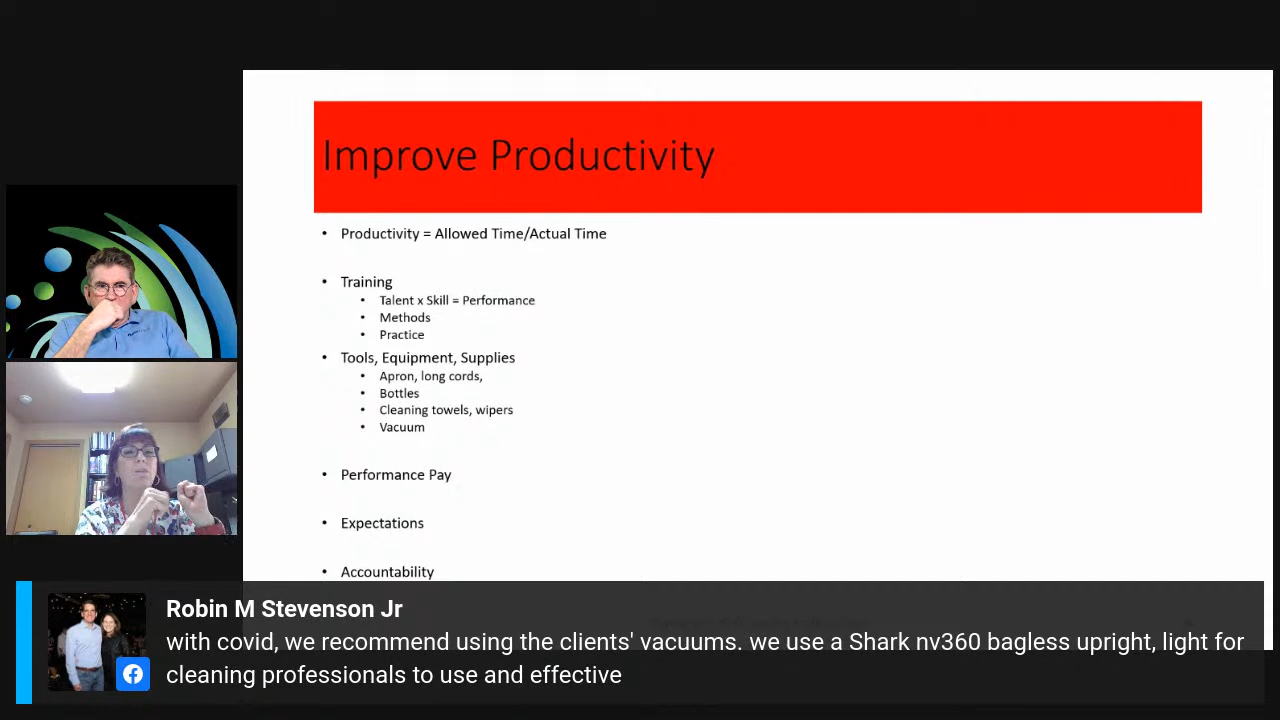 Improve Productivity
• Productivity = Allowed Time/Actual Time
• Training
• Talent x Skill = Performance
• Methods
• Practice
• Tools, Equipment, Supplies
• Apron, long cords,
• Bottles
• Cleaning towels, wipers
• Vacuum
• Performance Pay
• Expectations
• Accountability
Robin M Stevenson Jr
with covid, we recommend using the clients' vacuums. we use a Shark nv360 bagless upright, light for
cleaning professionals to use and effective